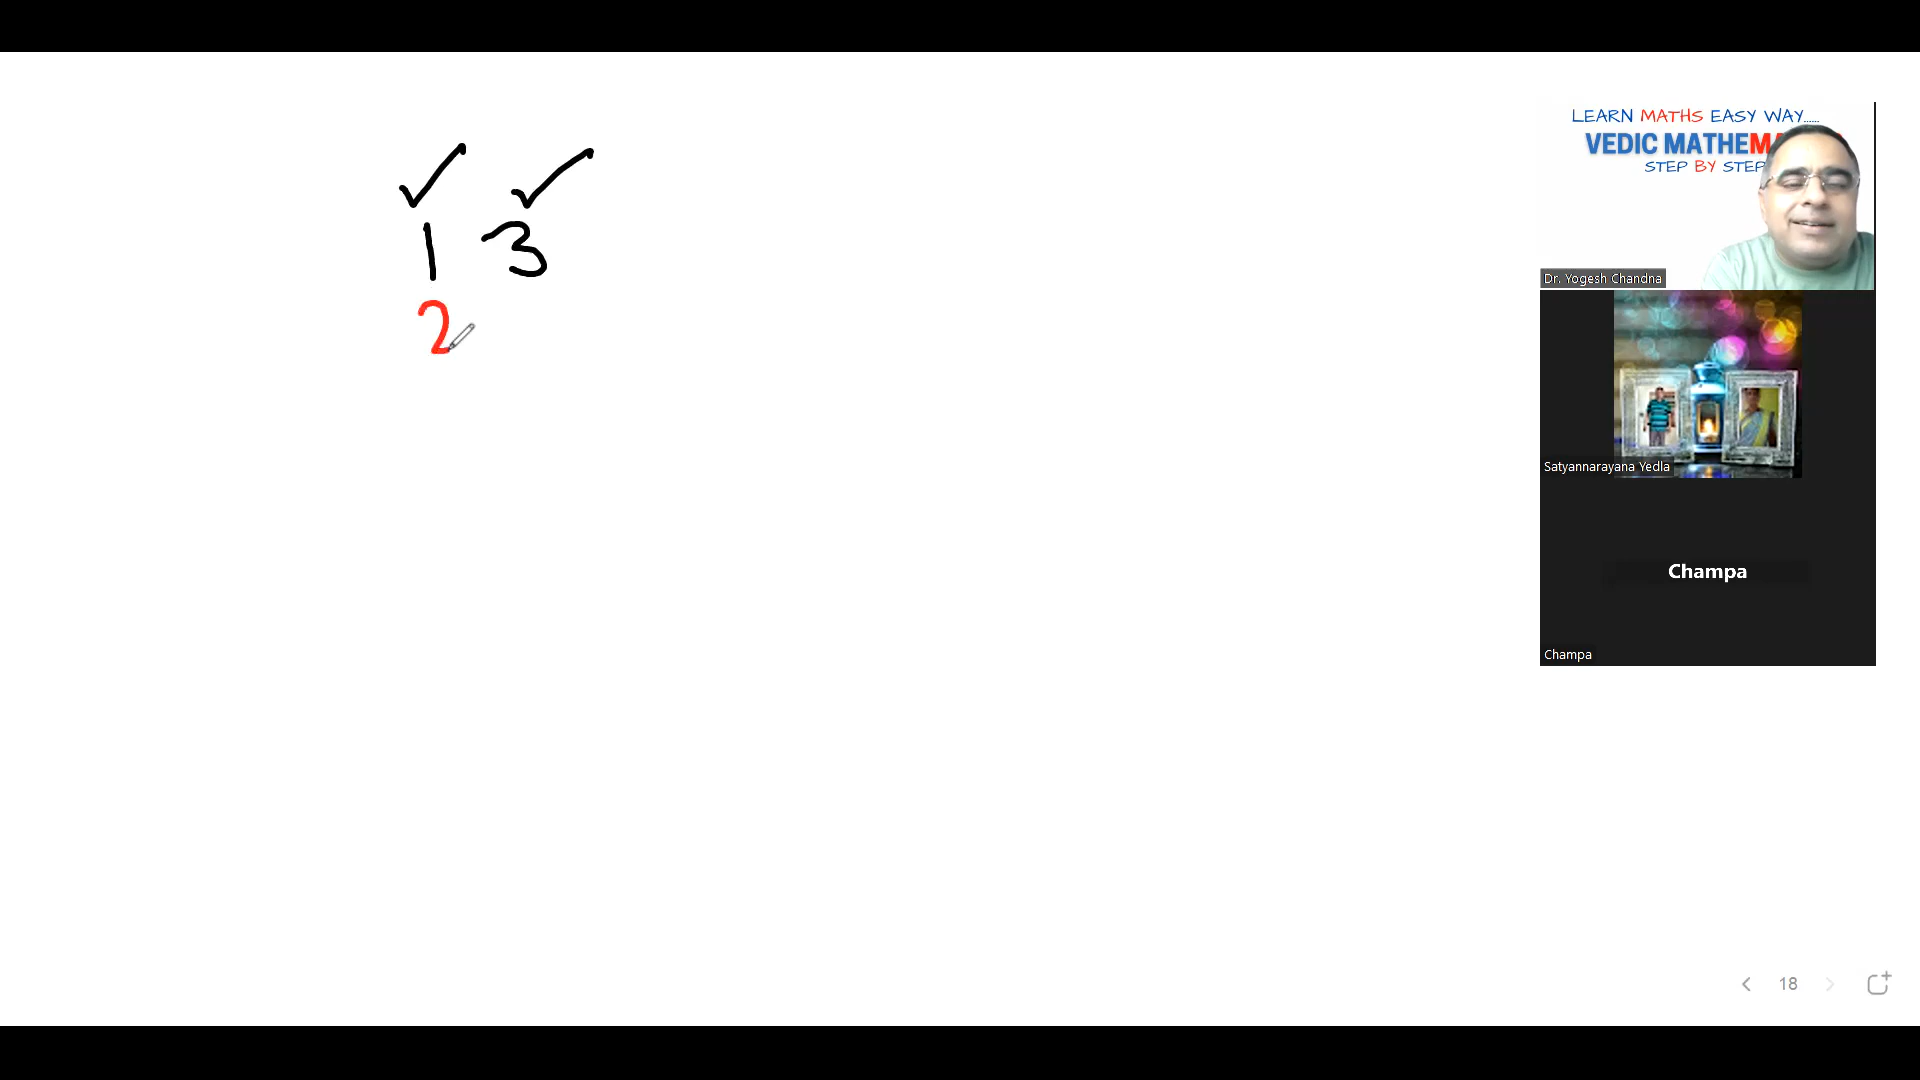 ✓ ✓
1 3
2
LEARN MATHS EASY WAY......
VEDIC MATHEM
STEP BY STEP
Dr. Yogesh Chandna
Satyannarayana Yedla
Champa
Champa
18